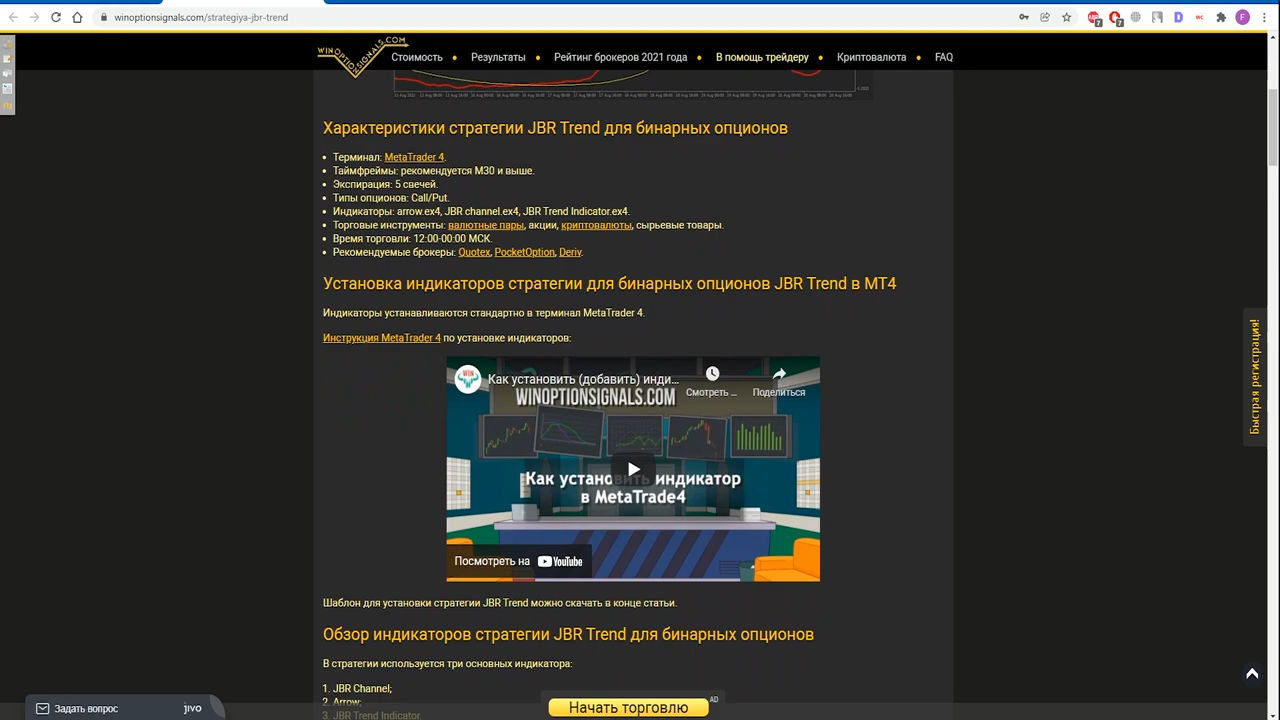 winoptionsignals.com/strategiya-jbr-trend
WINOPTIONSIGNALS.COM
Стоимость • Результаты • Рейтинг брокеров 2021 года • В помощь трейдеру • Криптовалюта • FAQ
Характеристики стратегии JBR Trend для бинарных опционов
• Терминал: MetaTrader 4.
• Таймфреймы: рекомендуется M30 и выше.
• Экспирация: 5 свечей.
• Типы опционов: Call/Put.
• Индикаторы: arrow.ex4, JBR channel.ex4, JBR Trend Indicator.ex4.
• Торговые инструменты: валютные пары, акции, криптовалюты, сырьевые товары.
• Время торговли: 12:00-00:00 МСК.
• Рекомендуемые брокеры: Quotex, PocketOption, Deriv.
Установка индикаторов стратегии для бинарных опционов JBR Trend в MT4
Индикаторы устанавливаются стандартно в терминал MetaTrader 4.
Инструкция MetaTrader 4 по установке индикаторов:
WIN
Как установить (добавить) инди...
Смотреть ...
Поделиться
WINOPTIONSIGNALS.COM
Как установить индикатор
в MetaTrade4
Посмотреть на YouTube
Шаблон для установки стратегии JBR Trend можно скачать в конце статьи.
Обзор индикаторов стратегии JBR Trend для бинарных опционов
В стратегии используется три основных индикатора:
1. JBR Channel;
2. Arrow;
3. JBR Trend Indicator.
Быстрая регистрация!
Задать вопрос
jivo
Начать торговлю
AD